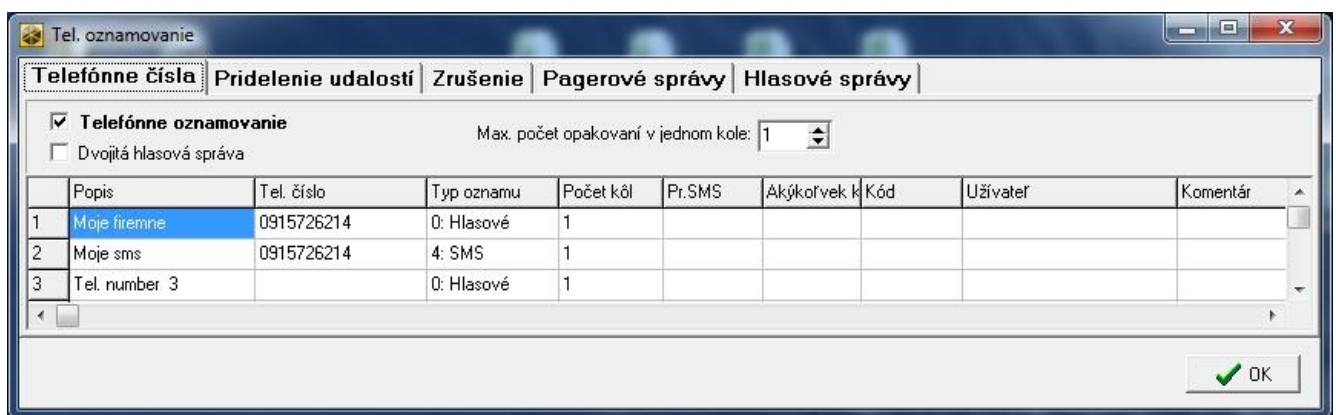 Tel. oznamovanie
Telefónne čísla Pridelenie udalostí Zrušenie Pagerové správy Hlasové správy
Telefónne oznamovanie
Max. počet opakovaní v jednom kole: 1
Dvojitá hlasová správa
Popis Tel. číslo Typ oznamu Počet kôl Pr.SMS Akýkoľvek k Kód Užívateľ Komentár
1 Moje firemne 0915726214 0: Hlasové 1
2 Moje sms 0915726214 4: SMS 1
3 Tel. number 3 0: Hlasové 1
OK